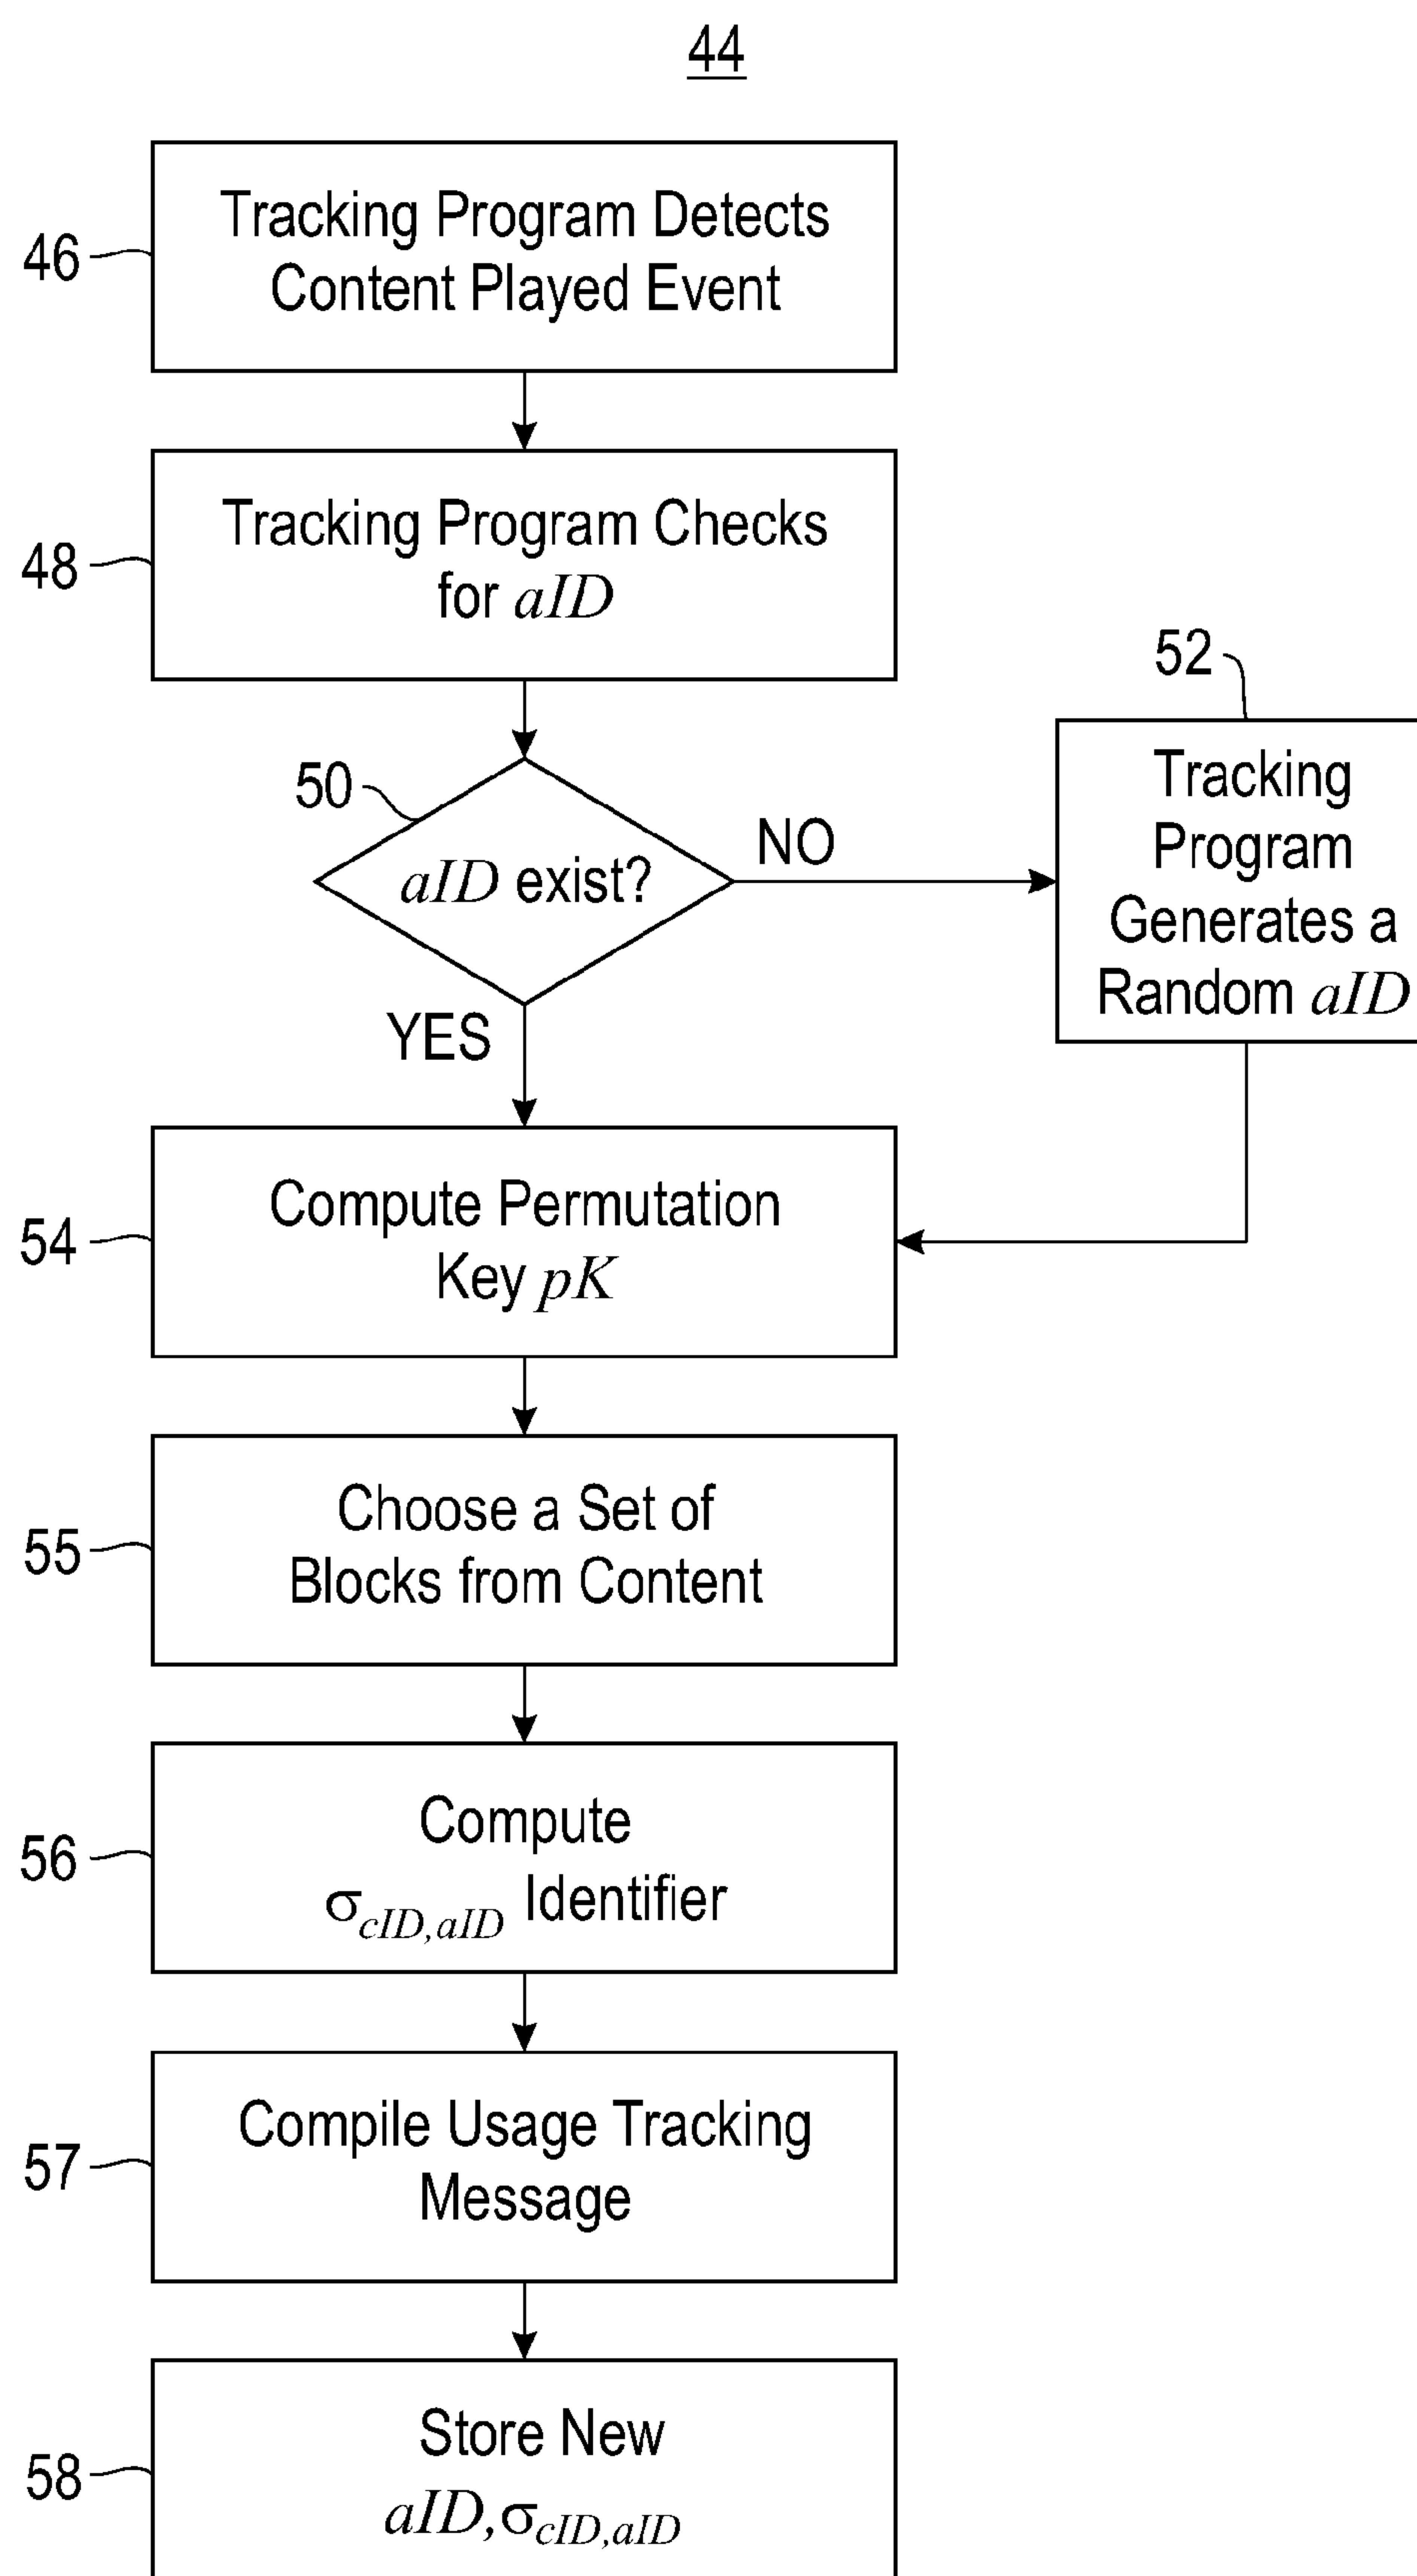 44
46
Tracking Program Detects
Content Played Event
48
Tracking Program Checks
for aID
50
aID exist?
NO
YES
52
Tracking
Program
Generates a
Random aID
54
Compute Permutation
Key pK
55
Choose a Set of
Blocks from Content
56
Compute
σcID,aID Identifier
57
Compile Usage Tracking
Message
58
Store New
aID,σcID,aID